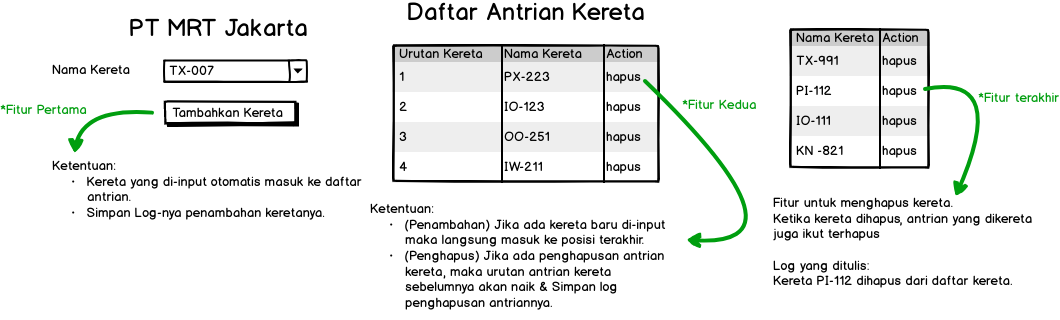 PT MRT Jakarta
Nama Kereta
TX-007
*Fitur Pertama
Tambahkan Kereta
Ketentuan:
· Kereta yang di-input otomatis masuk ke daftar
antrian.
· Simpan Log-nya penambahan keretanya.
Daftar Antrian Kereta
Urutan Kereta Nama Kereta Action
1 PX-223 hapus
2 IO-123 hapus
3 OO-251 hapus
4 IW-211 hapus
*Fitur Kedua
Ketentuan:
· (Penambahan) Jika ada kereta baru di-input
maka langsung masuk ke posisi terakhir.
· (Penghapus) Jika ada penghapusan antrian
kereta, maka urutan antrian kereta
sebelumnya akan naik & Simpan log
penghapusan antriannya.
Nama Kereta Action
TX-991 hapus
PI-112 hapus
IO-111 hapus
KN -821 hapus
*Fitur terakhir
Fitur untuk menghapus kereta.
Ketika kereta dihapus, antrian yang dikereta
juga ikut terhapus
Log yang ditulis:
Kereta PI-112 dihapus dari daftar kereta.